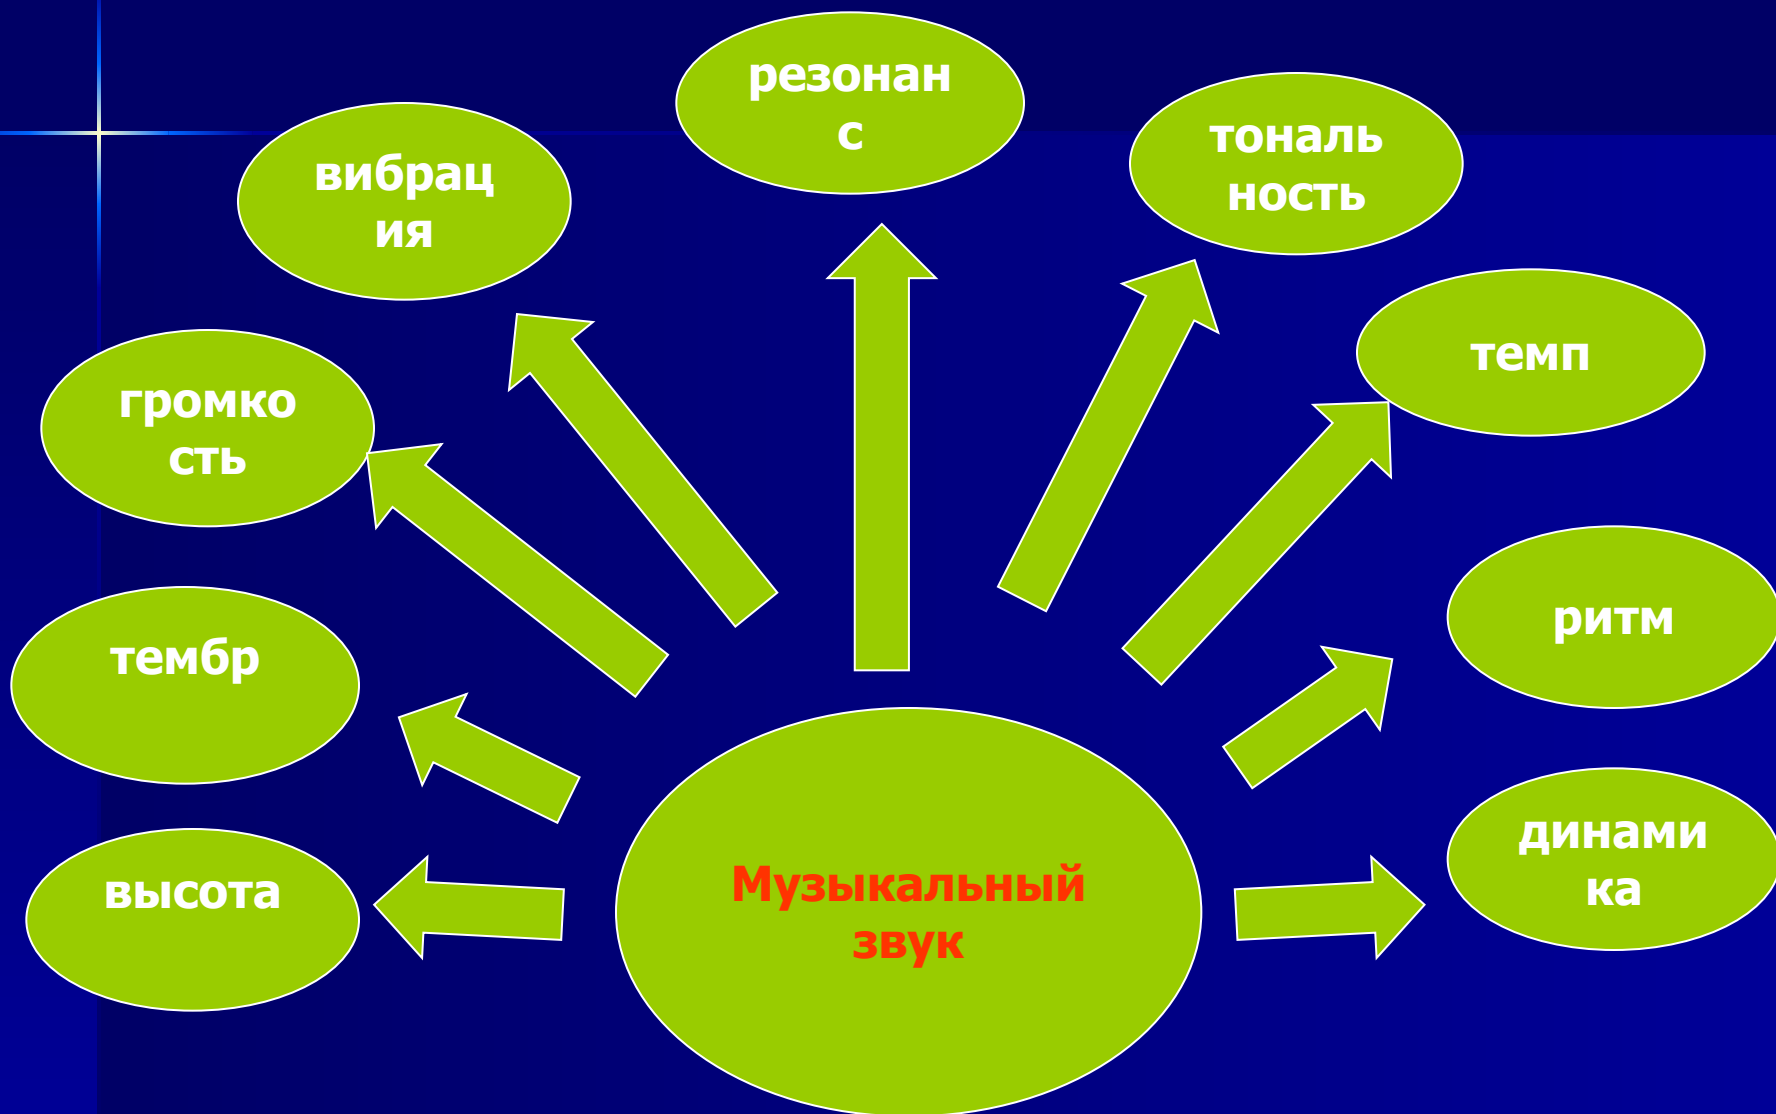 резонан
с
тональ
ность
вибрац
ия
темп
громко
сть
ритм
тембр
динами
ка
высота
Музыкальный
звук